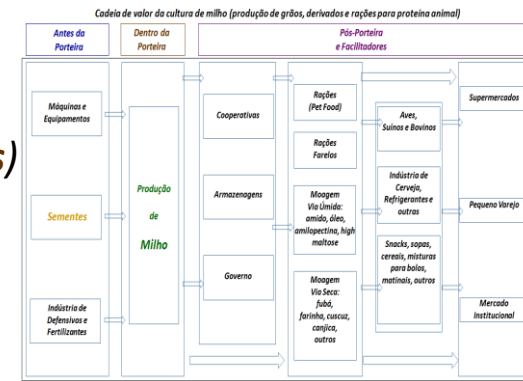 Cadeia de valor da cultura de milho (produção de grãos, derivados e rações para proteína animal)
Antes da
Porteira
Dentro da
Porteira
Pós-Porteira
e Facilitadores
s)
Máquinas e
Equipamentos
Sementes
Indústria de
Defensivos e
Fertilizantes
Produção
de
Milho
Cooperativas
Armazenagens
Governo
Rações
(Pet Food)
Rações
Farelos
Moagem
Via Úmida:
amido, óleo,
amilopectina, high
maltose
Moagem
Via Seca:
fubá,
farinha, cuscuz,
canjica,
outros
Aves,
Suínos e Bovinos
Indústria de
Cerveja,
Refrigerantes e
outras
Snacks, sopas,
cereais, misturas
para bolos,
matinais, outros
Supermercados
Pequeno Varejo
Mercado
Institucional